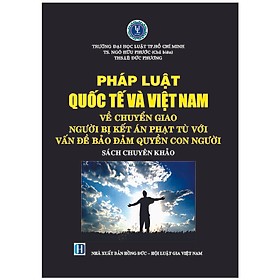 TRƯỜNG ĐẠI HỌC LUẬT TP.HỒ CHÍ MINH
TS. NGÔ HỮU PHƯỚC (Chủ biên)
THS.LÊ ĐỨC PHƯƠNG
PHÁP LUẬT
QUỐC TẾ VÀ VIỆT NAM
VỀ CHUYỂN GIAO
NGƯỜI BỊ KẾT ÁN PHẠT TÙ VỚI
VẤN ĐỀ BẢO ĐẢM QUYỀN CON NGƯỜI
SÁCH CHUYÊN KHẢO
NHÀ XUẤT BẢN HỒNG ĐỨC - HỘI LUẬT GIA VIỆT NAM